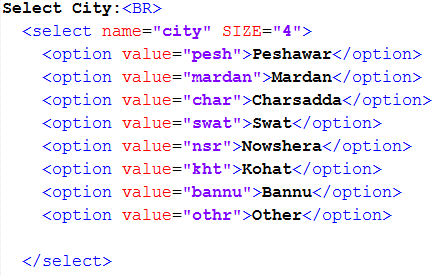 Select City:<BR>
<select name="city" SIZE="4">
<option value="pesh">Peshawar</option>
<option value="mardan">Mardan</option>
<option value="char">Charsadda</option>
<option value="swat">Swat</option>
<option value="nsr">Nowshera</option>
<option value="kht">Kohat</option>
<option value="bannu">Bannu</option>
<option value="othr">Other</option>
</select>